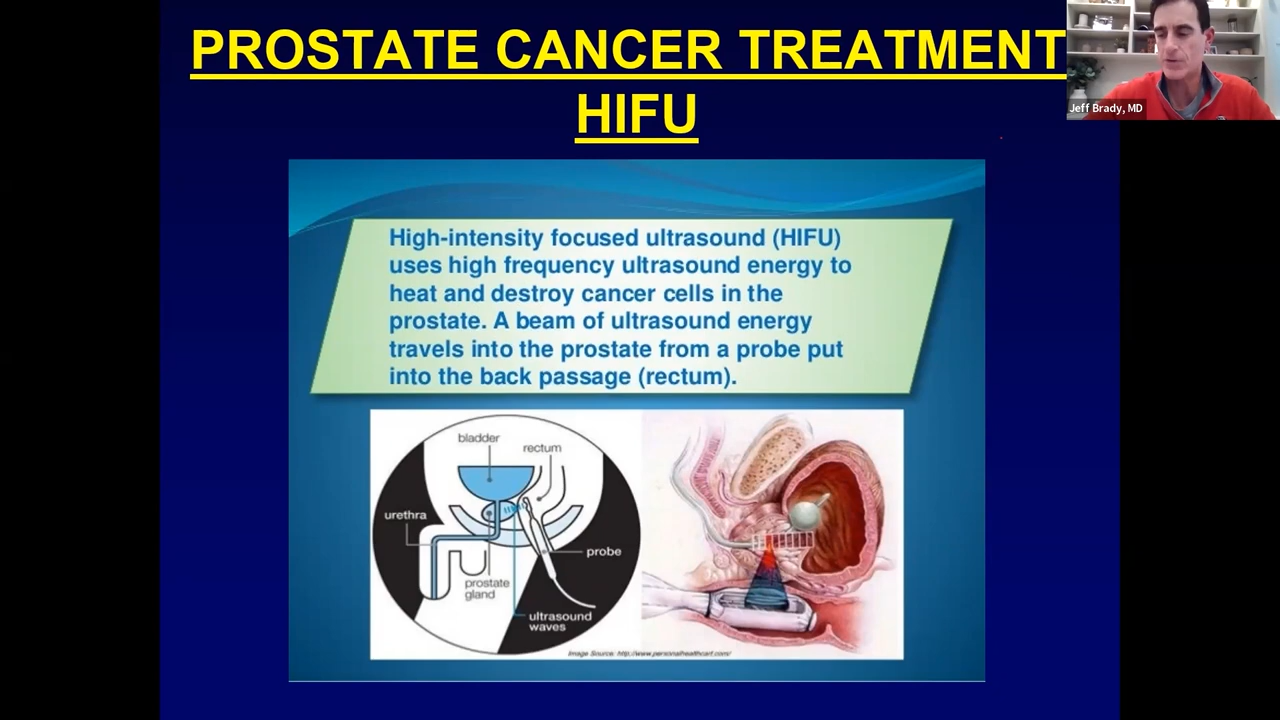 PROSTATE CANCER TREATMENT
HIFU
Jeff Brady, MD
High-intensity focused ultrasound (HIFU)
uses high frequency ultrasound energy to
heat and destroy cancer cells in the
prostate. A beam of ultrasound energy
travels into the prostate from a probe put
into the back passage (rectum).
bladder
rectum
urethra
probe
prostate
gland
ultrasound
waves
Image Source: http://www.personalhealthcart.com/